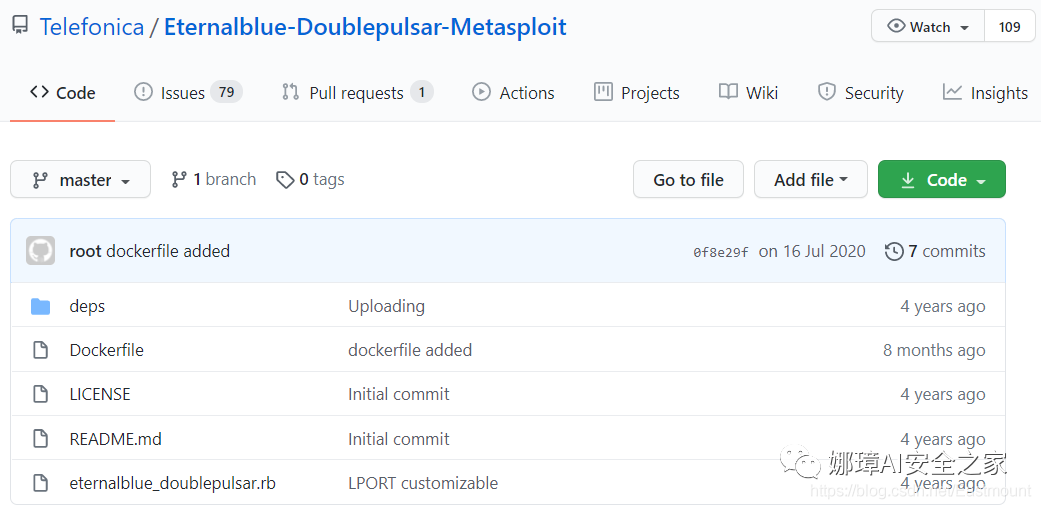 Telefonica / Eternalblue-Doublepulsar-Metasploit Watch 109
Code Issues 79 Pull requests 1 Actions Projects Wiki Security Insights
master 1 branch 0 tags Go to file Add file Code
root dockerfile added 0f8e29f on 16 Jul 2020 7 commits
deps Uploading 4 years ago
Dockerfile dockerfile added 8 months ago
LICENSE Initial commit 4 years ago
README.md Initial commit 4 years ago
娜璋AI安全之家
eternalblue_doublepulsar.rb LPORT customizable 4 years ago
https://blog.csdn.net/Eastmount